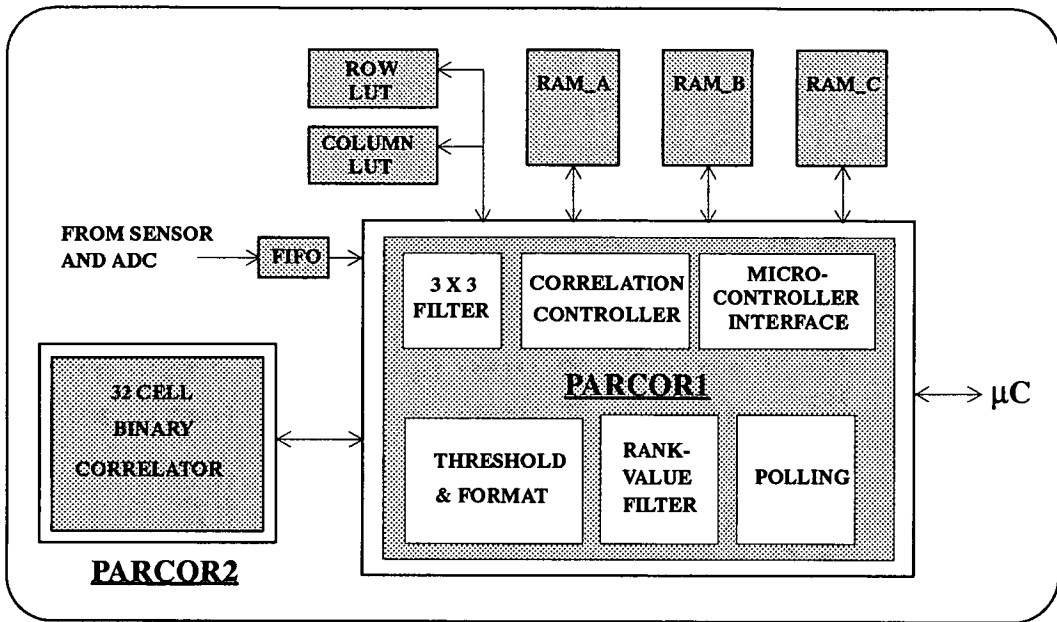 ROW
LUT
COLUMN
LUT
RAM_A
RAM_B
RAM_C
FROM SENSOR
AND ADC
FIFO
3 X 3
FILTER
CORRELATION
CONTROLLER
MICRO-
CONTROLLER
INTERFACE
PARCOR1
THRESHOLD
& FORMAT
RANK-
VALUE
FILTER
POLLING
µC
32 CELL
BINARY
CORRELATOR
PARCOR2